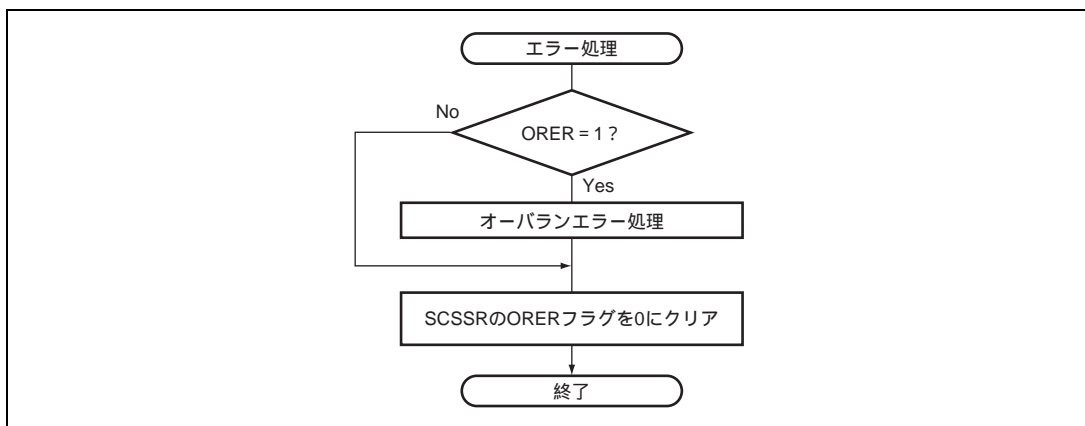 エラー処理
No
ORER = 1 ?
Yes
オーバランエラー処理
SCSSRのORERフラグを0にクリア
終了